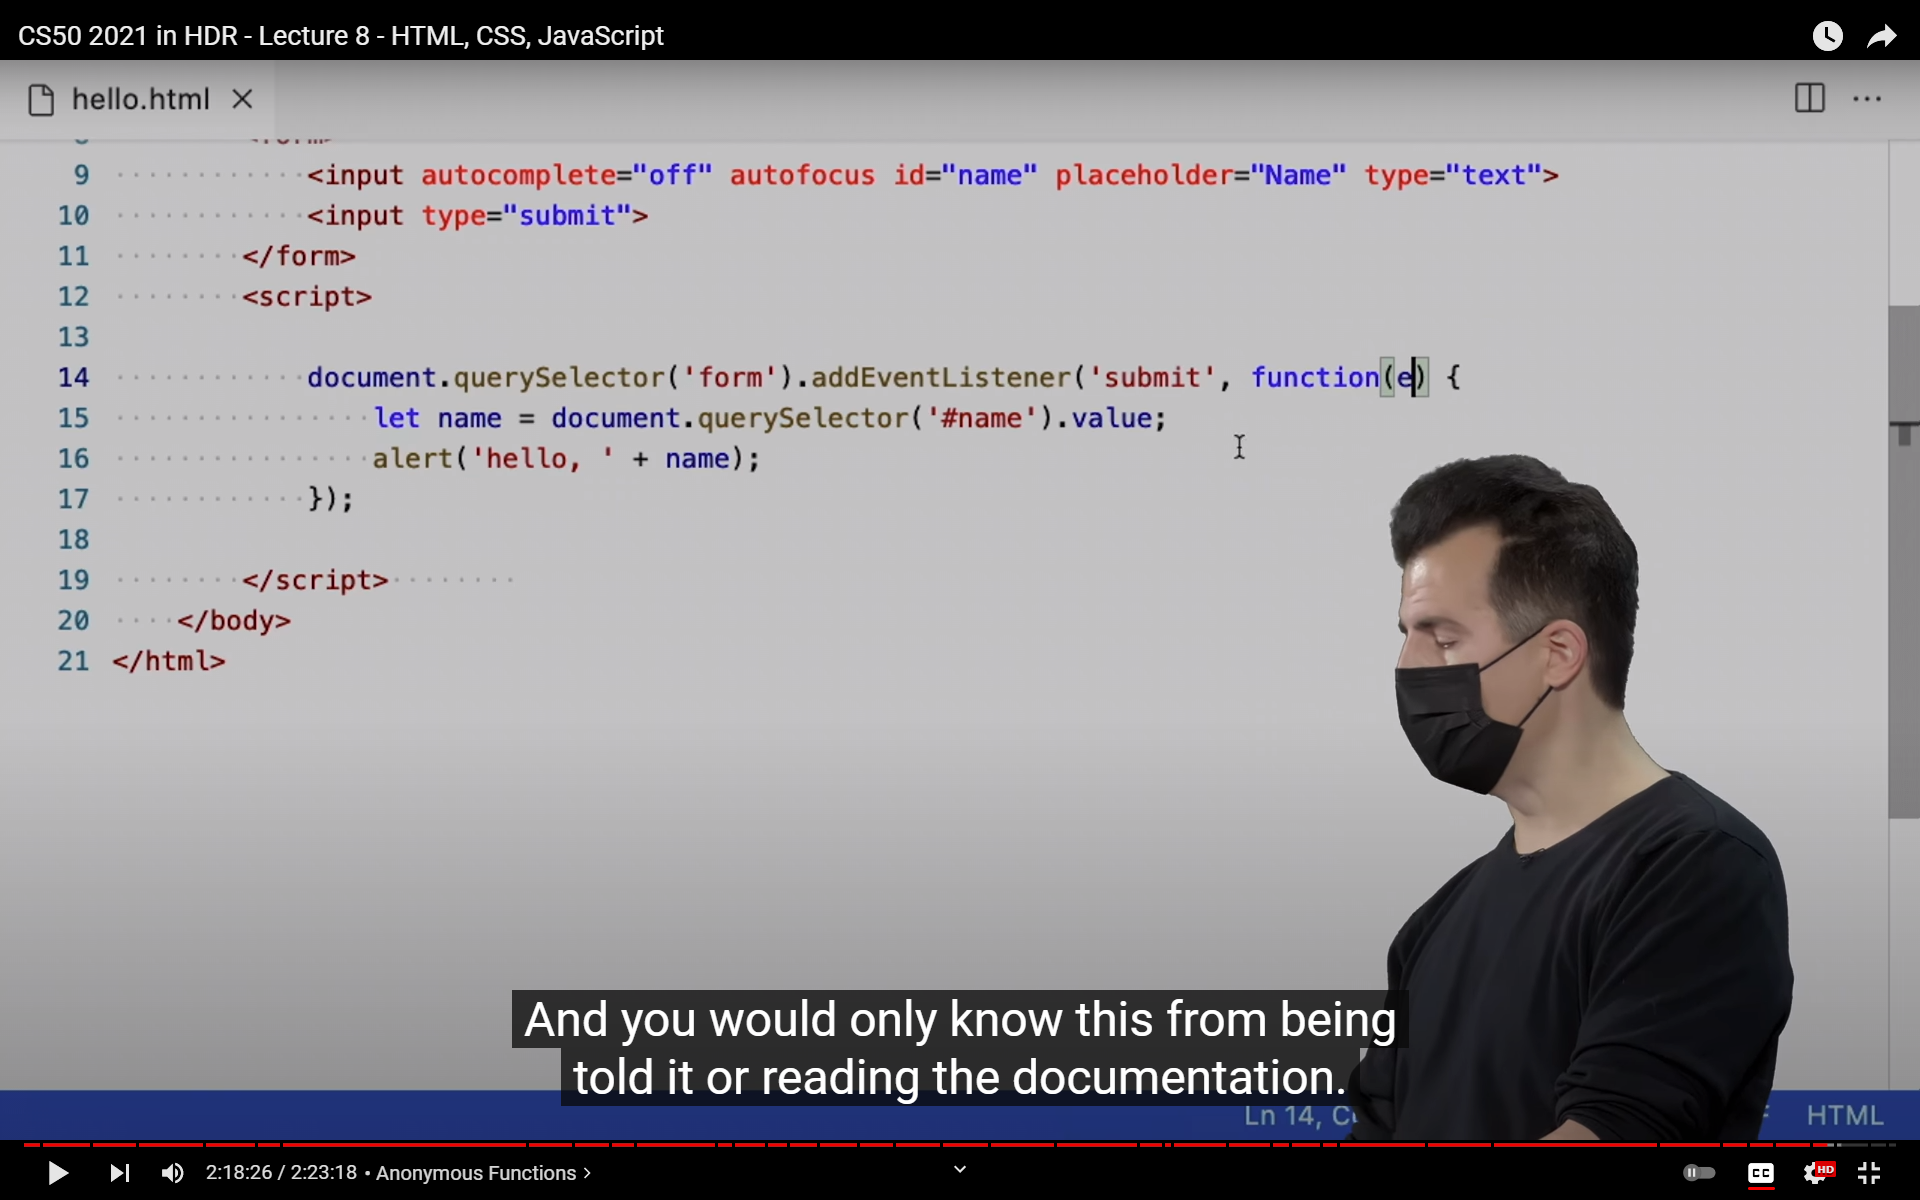 CS50 2021 in HDR - Lecture 8 - HTML, CSS, JavaScript
hello.html
9 <input autocomplete="off" autofocus id="name" placeholder="Name" type="text">
10 <input type="submit">
11 </form>
12 <script>
13
14 document.querySelector('form').addEventListener('submit', function(e) {
15 let name = document.querySelector('#name').value;
16 alert('hello, ' + name);
17 });
18
19 </script>
20 </body>
21 </html>
And you would only know this from being
told it or reading the documentation.
Ln 14, HTML
2:18:26 / 2:23:18 • Anonymous Functions ›
CC HD